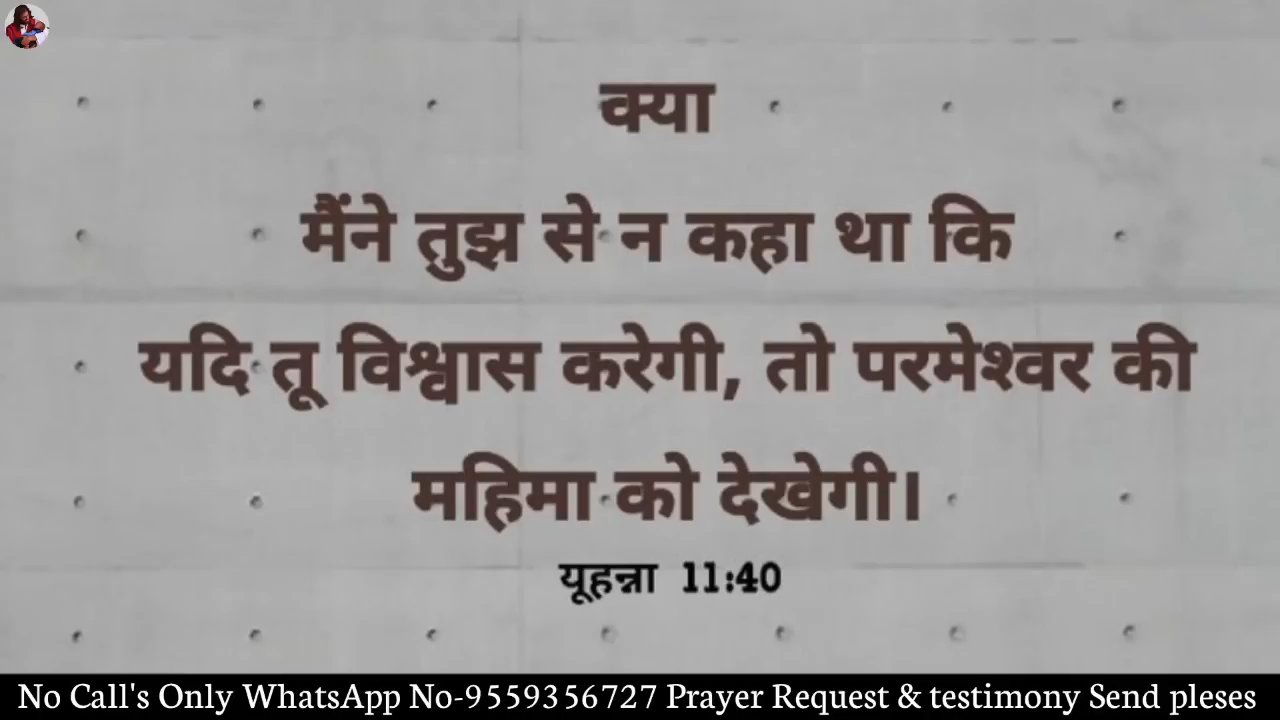 क्या
मैंने तुझ से न कहा था कि
यदि तू विश्वास करेगी, तो परमेश्वर की
महिमा को देखेगी।
यूहन्ना 11:40
No Call's Only WhatsApp No-9559356727 Prayer Request & testimony Send pleses